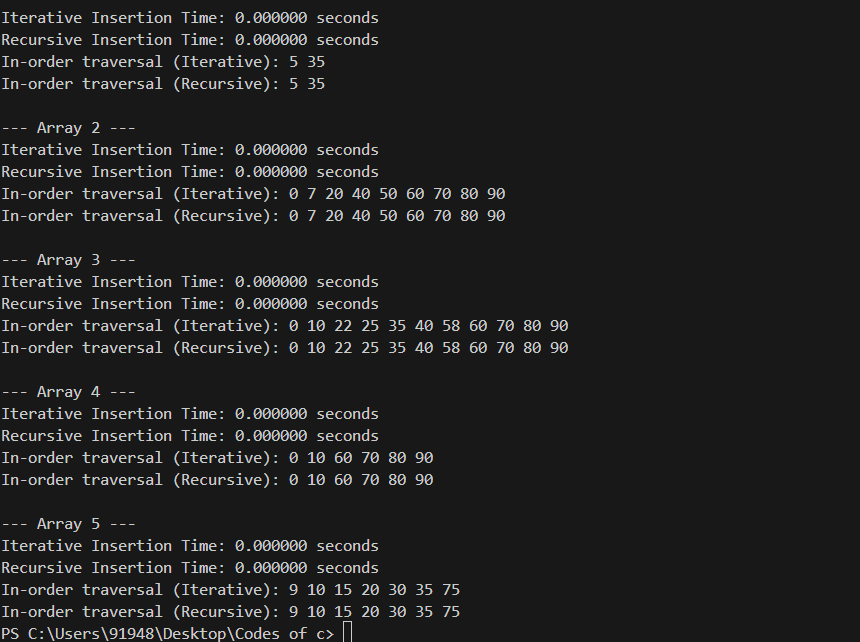 Iterative Insertion Time: 0.000000 seconds
Recursive Insertion Time: 0.000000 seconds
In-order traversal (Iterative): 5 35
In-order traversal (Recursive): 5 35
--- Array 2 ---
Iterative Insertion Time: 0.000000 seconds
Recursive Insertion Time: 0.000000 seconds
In-order traversal (Iterative): 0 7 20 40 50 60 70 80 90
In-order traversal (Recursive): 0 7 20 40 50 60 70 80 90
--- Array 3 ---
Iterative Insertion Time: 0.000000 seconds
Recursive Insertion Time: 0.000000 seconds
In-order traversal (Iterative): 0 10 22 25 35 40 58 60 70 80 90
In-order traversal (Recursive): 0 10 22 25 35 40 58 60 70 80 90
--- Array 4 ---
Iterative Insertion Time: 0.000000 seconds
Recursive Insertion Time: 0.000000 seconds
In-order traversal (Iterative): 0 10 60 70 80 90
In-order traversal (Recursive): 0 10 60 70 80 90
--- Array 5 ---
Iterative Insertion Time: 0.000000 seconds
Recursive Insertion Time: 0.000000 seconds
In-order traversal (Iterative): 9 10 15 20 30 35 75
In-order traversal (Recursive): 9 10 15 20 30 35 75
PS C:\Users\91948\Desktop\Codes of c>